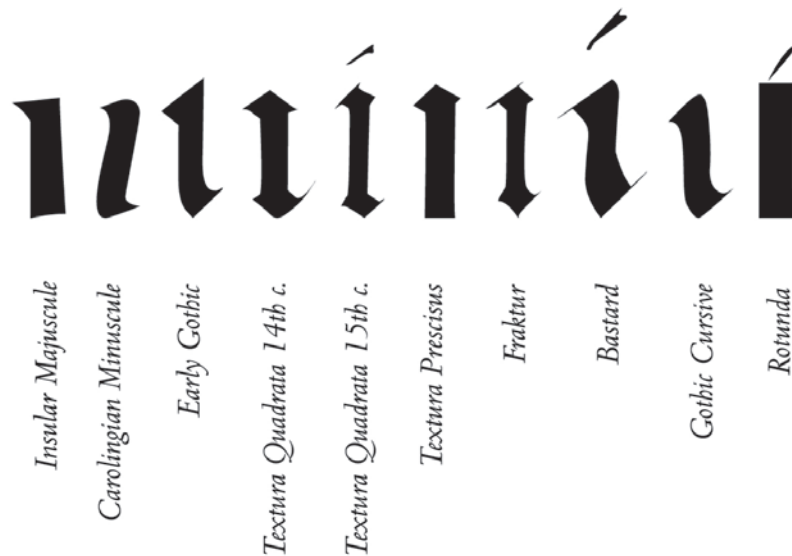 ı ı ı ı í ı ı í ı í
Insular Majuscule
Carolingian Minuscule
Early Gothic
Textura Quadrata 14th c.
Textura Quadrata 15th c.
Textura Prescisus
Fraktur
Bastard
Gothic Cursive
Rotunda